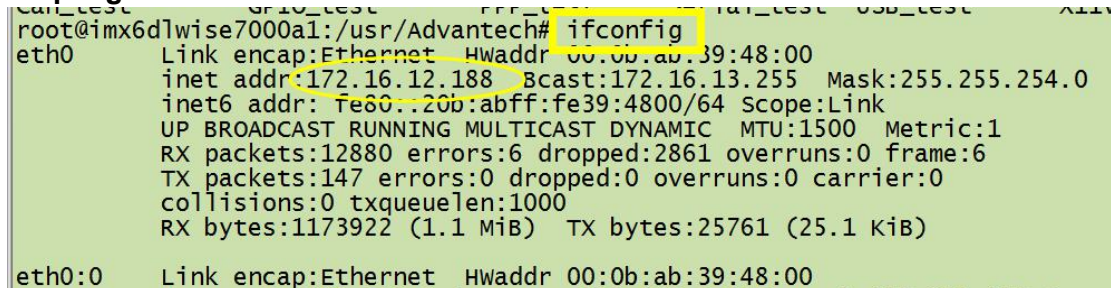 root@imx6dlwise7000a1:/usr/Advantech# ifconfig
eth0 Link encap:Ethernet HWaddr 00:0b:ab:39:48:00
inet addr:172.16.12.188 Bcast:172.16.13.255 Mask:255.255.254.0
inet6 addr: fe80::20b:abff:fe39:4800/64 Scope:Link
UP BROADCAST RUNNING MULTICAST DYNAMIC MTU:1500 Metric:1
RX packets:12880 errors:6 dropped:2861 overruns:0 frame:6
TX packets:147 errors:0 dropped:0 overruns:0 carrier:0
collisions:0 txqueuelen:1000
RX bytes:1173922 (1.1 MiB) TX bytes:25761 (25.1 KiB)
eth0:0 Link encap:Ethernet HWaddr 00:0b:ab:39:48:00